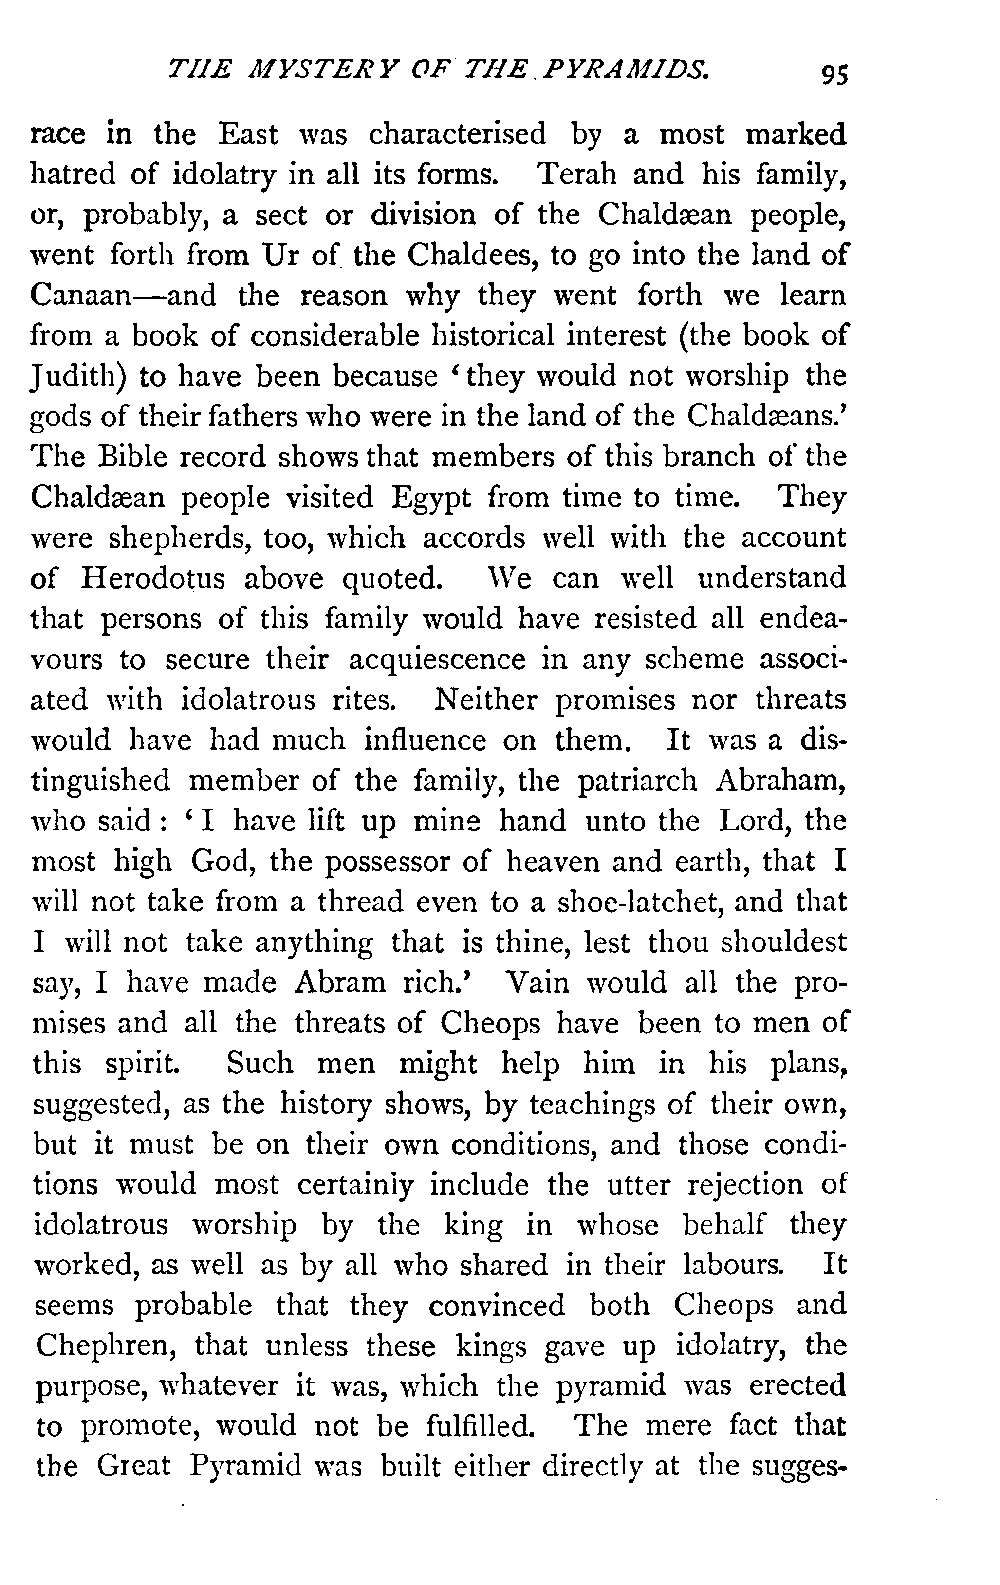 THE MYSTERY OF THE PYRAMIDS. 95
race in the East was characterised by a most marked
hatred of idolatry in all its forms. Terah and his family,
or, probably, a sect or division of the Chaldæan people,
went forth from Ur of the Chaldees, to go into the land of
Canaan—and the reason why they went forth we learn
from a book of considerable historical interest (the book of
Judith) to have been because ‘they would not worship the
gods of their fathers who were in the land of the Chaldæans.’
The Bible record shows that members of this branch of the
Chaldæan people visited Egypt from time to time. They
were shepherds, too, which accords well with the account
of Herodotus above quoted. We can well understand
that persons of this family would have resisted all endea-
vours to secure their acquiescence in any scheme associ-
ated with idolatrous rites. Neither promises nor threats
would have had much influence on them. It was a dis-
tinguished member of the family, the patriarch Abraham,
who said : ‘I have lift up mine hand unto the Lord, the
most high God, the possessor of heaven and earth, that I
will not take from a thread even to a shoe-latchet, and that
I will not take anything that is thine, lest thou shouldest
say, I have made Abram rich.’ Vain would all the pro-
mises and all the threats of Cheops have been to men of
this spirit. Such men might help him in his plans,
suggested, as the history shows, by teachings of their own,
but it must be on their own conditions, and those condi-
tions would most certainly include the utter rejection of
idolatrous worship by the king in whose behalf they
worked, as well as by all who shared in their labours. It
seems probable that they convinced both Cheops and
Chephren, that unless these kings gave up idolatry, the
purpose, whatever it was, which the pyramid was erected
to promote, would not be fulfilled. The mere fact that
the Great Pyramid was built either directly at the sugges-